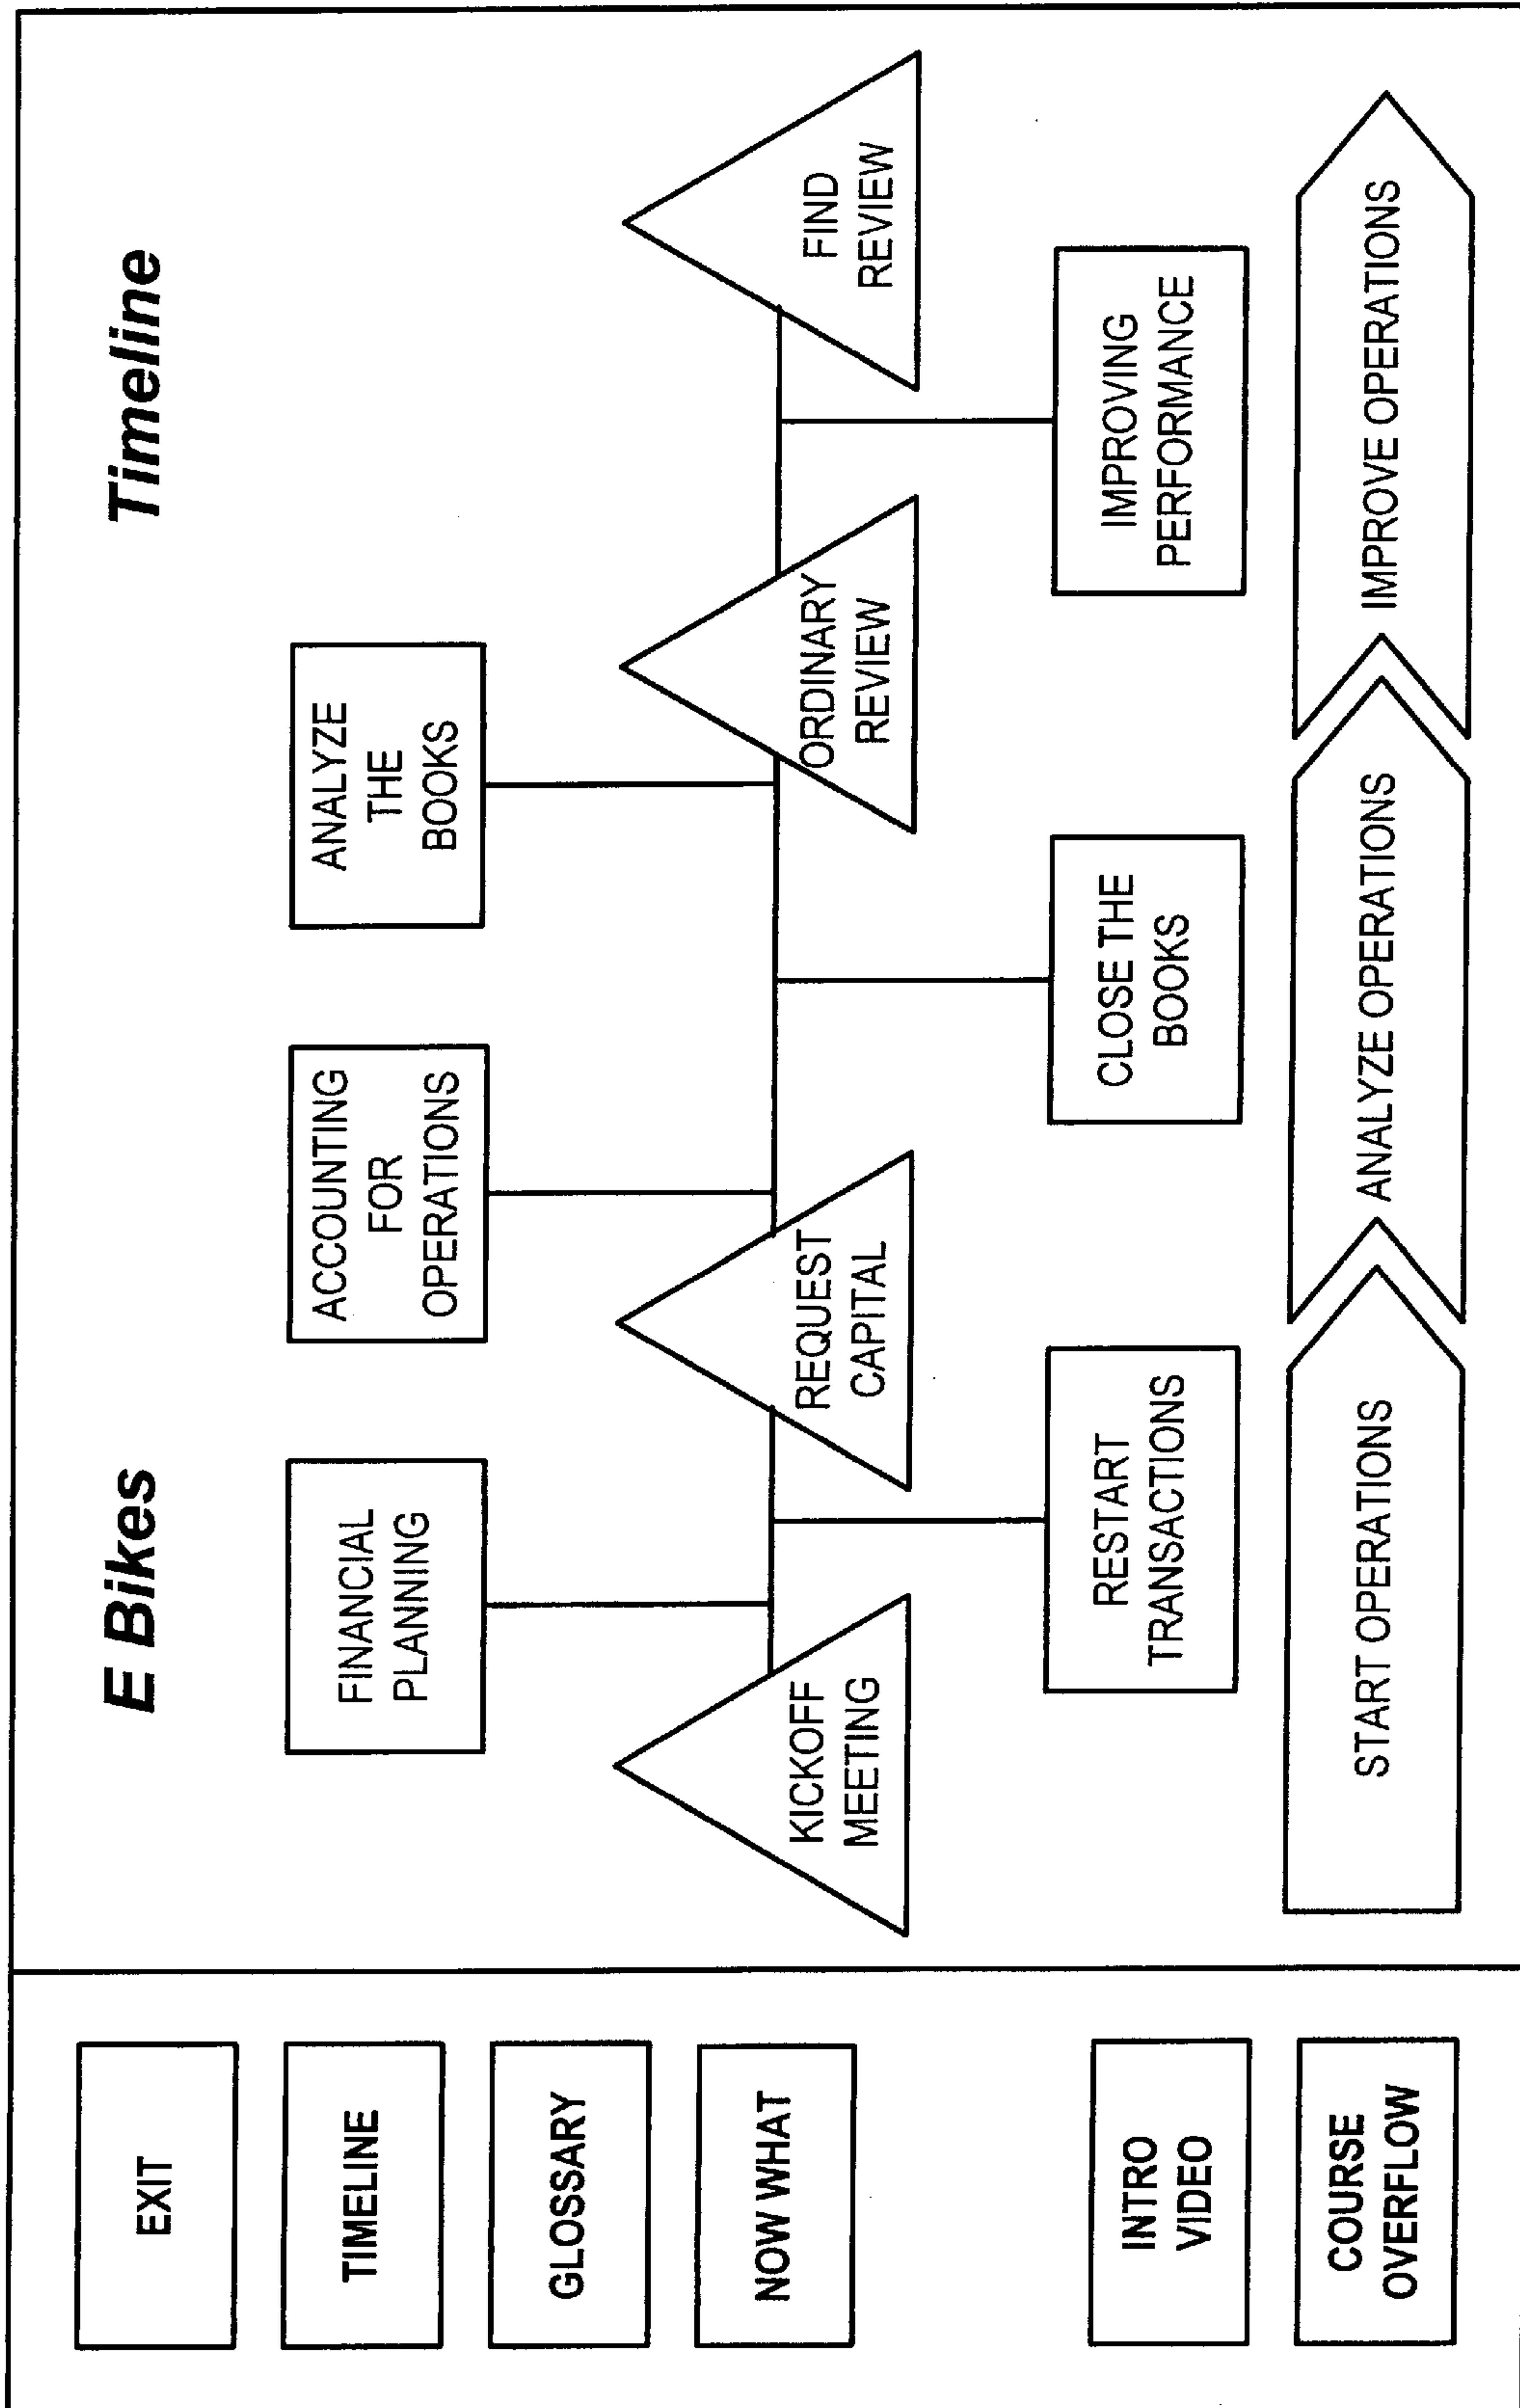 EXIT
TIMELINE
GLOSSARY
NOW WHAT
INTRO
VIDEO
COURSE
OVERFLOW
E Bikes
Timeline
FINANCIAL
PLANNING
ACCOUNTING
FOR
OPERATIONS
ANALYZE
THE
BOOKS
KICKOFF
MEETING
REQUEST
CAPITAL
ORDINARY
REVIEW
FIND
REVIEW
RESTART
TRANSACTIONS
CLOSE THE
BOOKS
IMPROVING
PERFORMANCE
START OPERATIONS
ANALYZE OPERATIONS
IMPROVE OPERATIONS